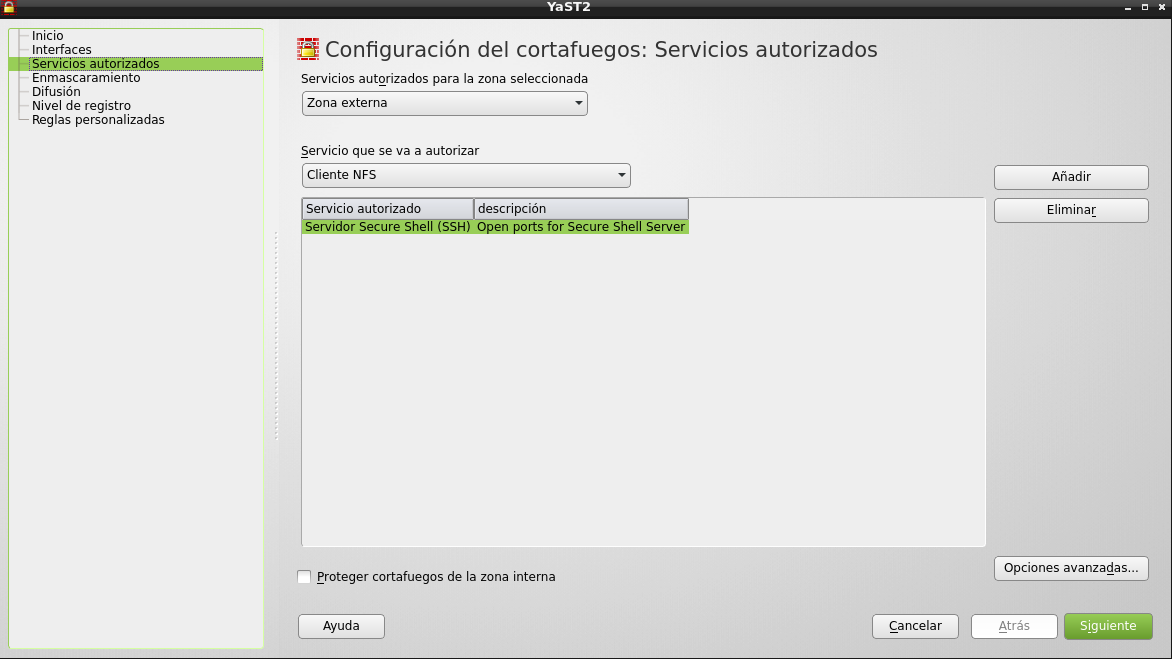 YaST2
Inicio
Interfaces
Servicios autorizados
Enmascaramiento
Difusión
Nivel de registro
Reglas personalizadas
Configuración del cortafuegos: Servicios autorizados
Servicios autorizados para la zona seleccionada
Zona externa
Servicio que se va a autorizar
Cliente NFS
Añadir
Servicio autorizado descripción
Eliminar
Servidor Secure Shell (SSH) Open ports for Secure Shell Server
Opciones avanzadas...
Proteger cortafuegos de la zona interna
Ayuda Cancelar Atrás Siguiente